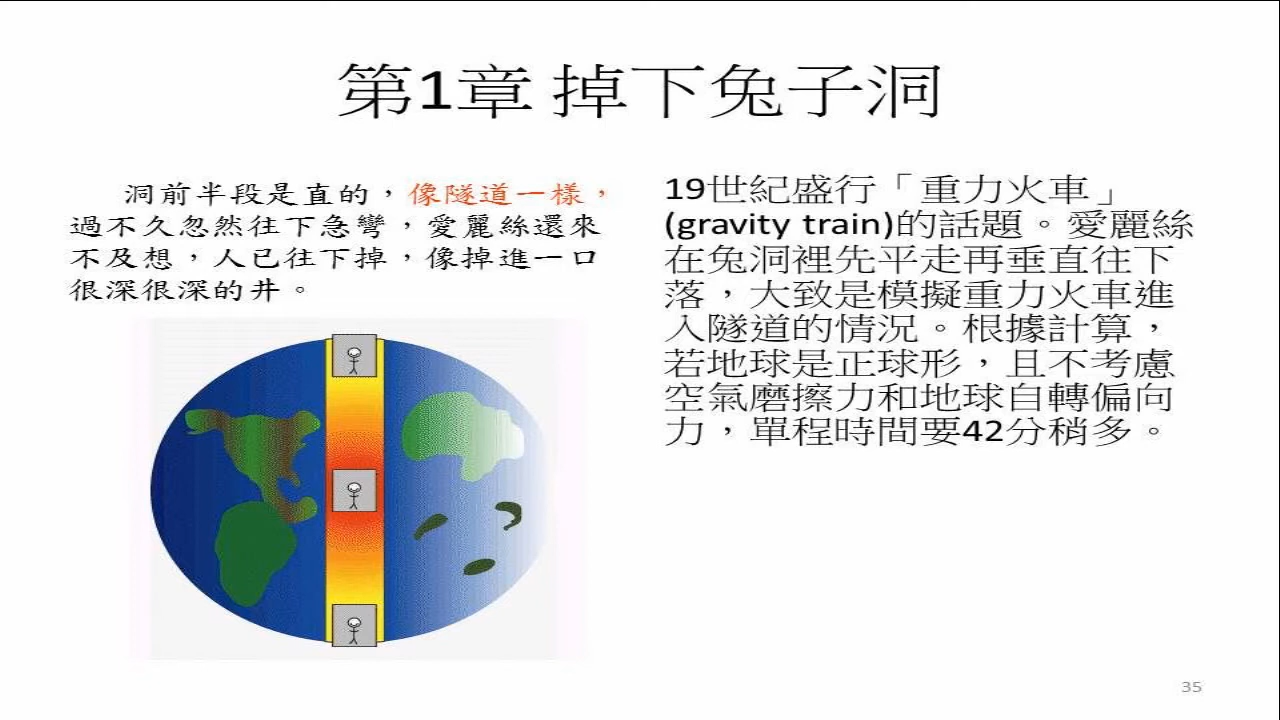 第1章 掉下兔子洞
洞前半段是直的，像隧道一樣，
過不久忽然往下急彎，愛麗絲還來
不及想，人已往下掉，像掉進一口
很深很深的井。
19世紀盛行「重力火車」
(gravity train)的話題。愛麗絲
在兔洞裡先平走再垂直往下
落，大致是模擬重力火車進
入隧道的情況。根據計算，
若地球是正球形，且不考慮
空氣磨擦力和地球自轉偏向
力，單程時間要42分稍多。
35